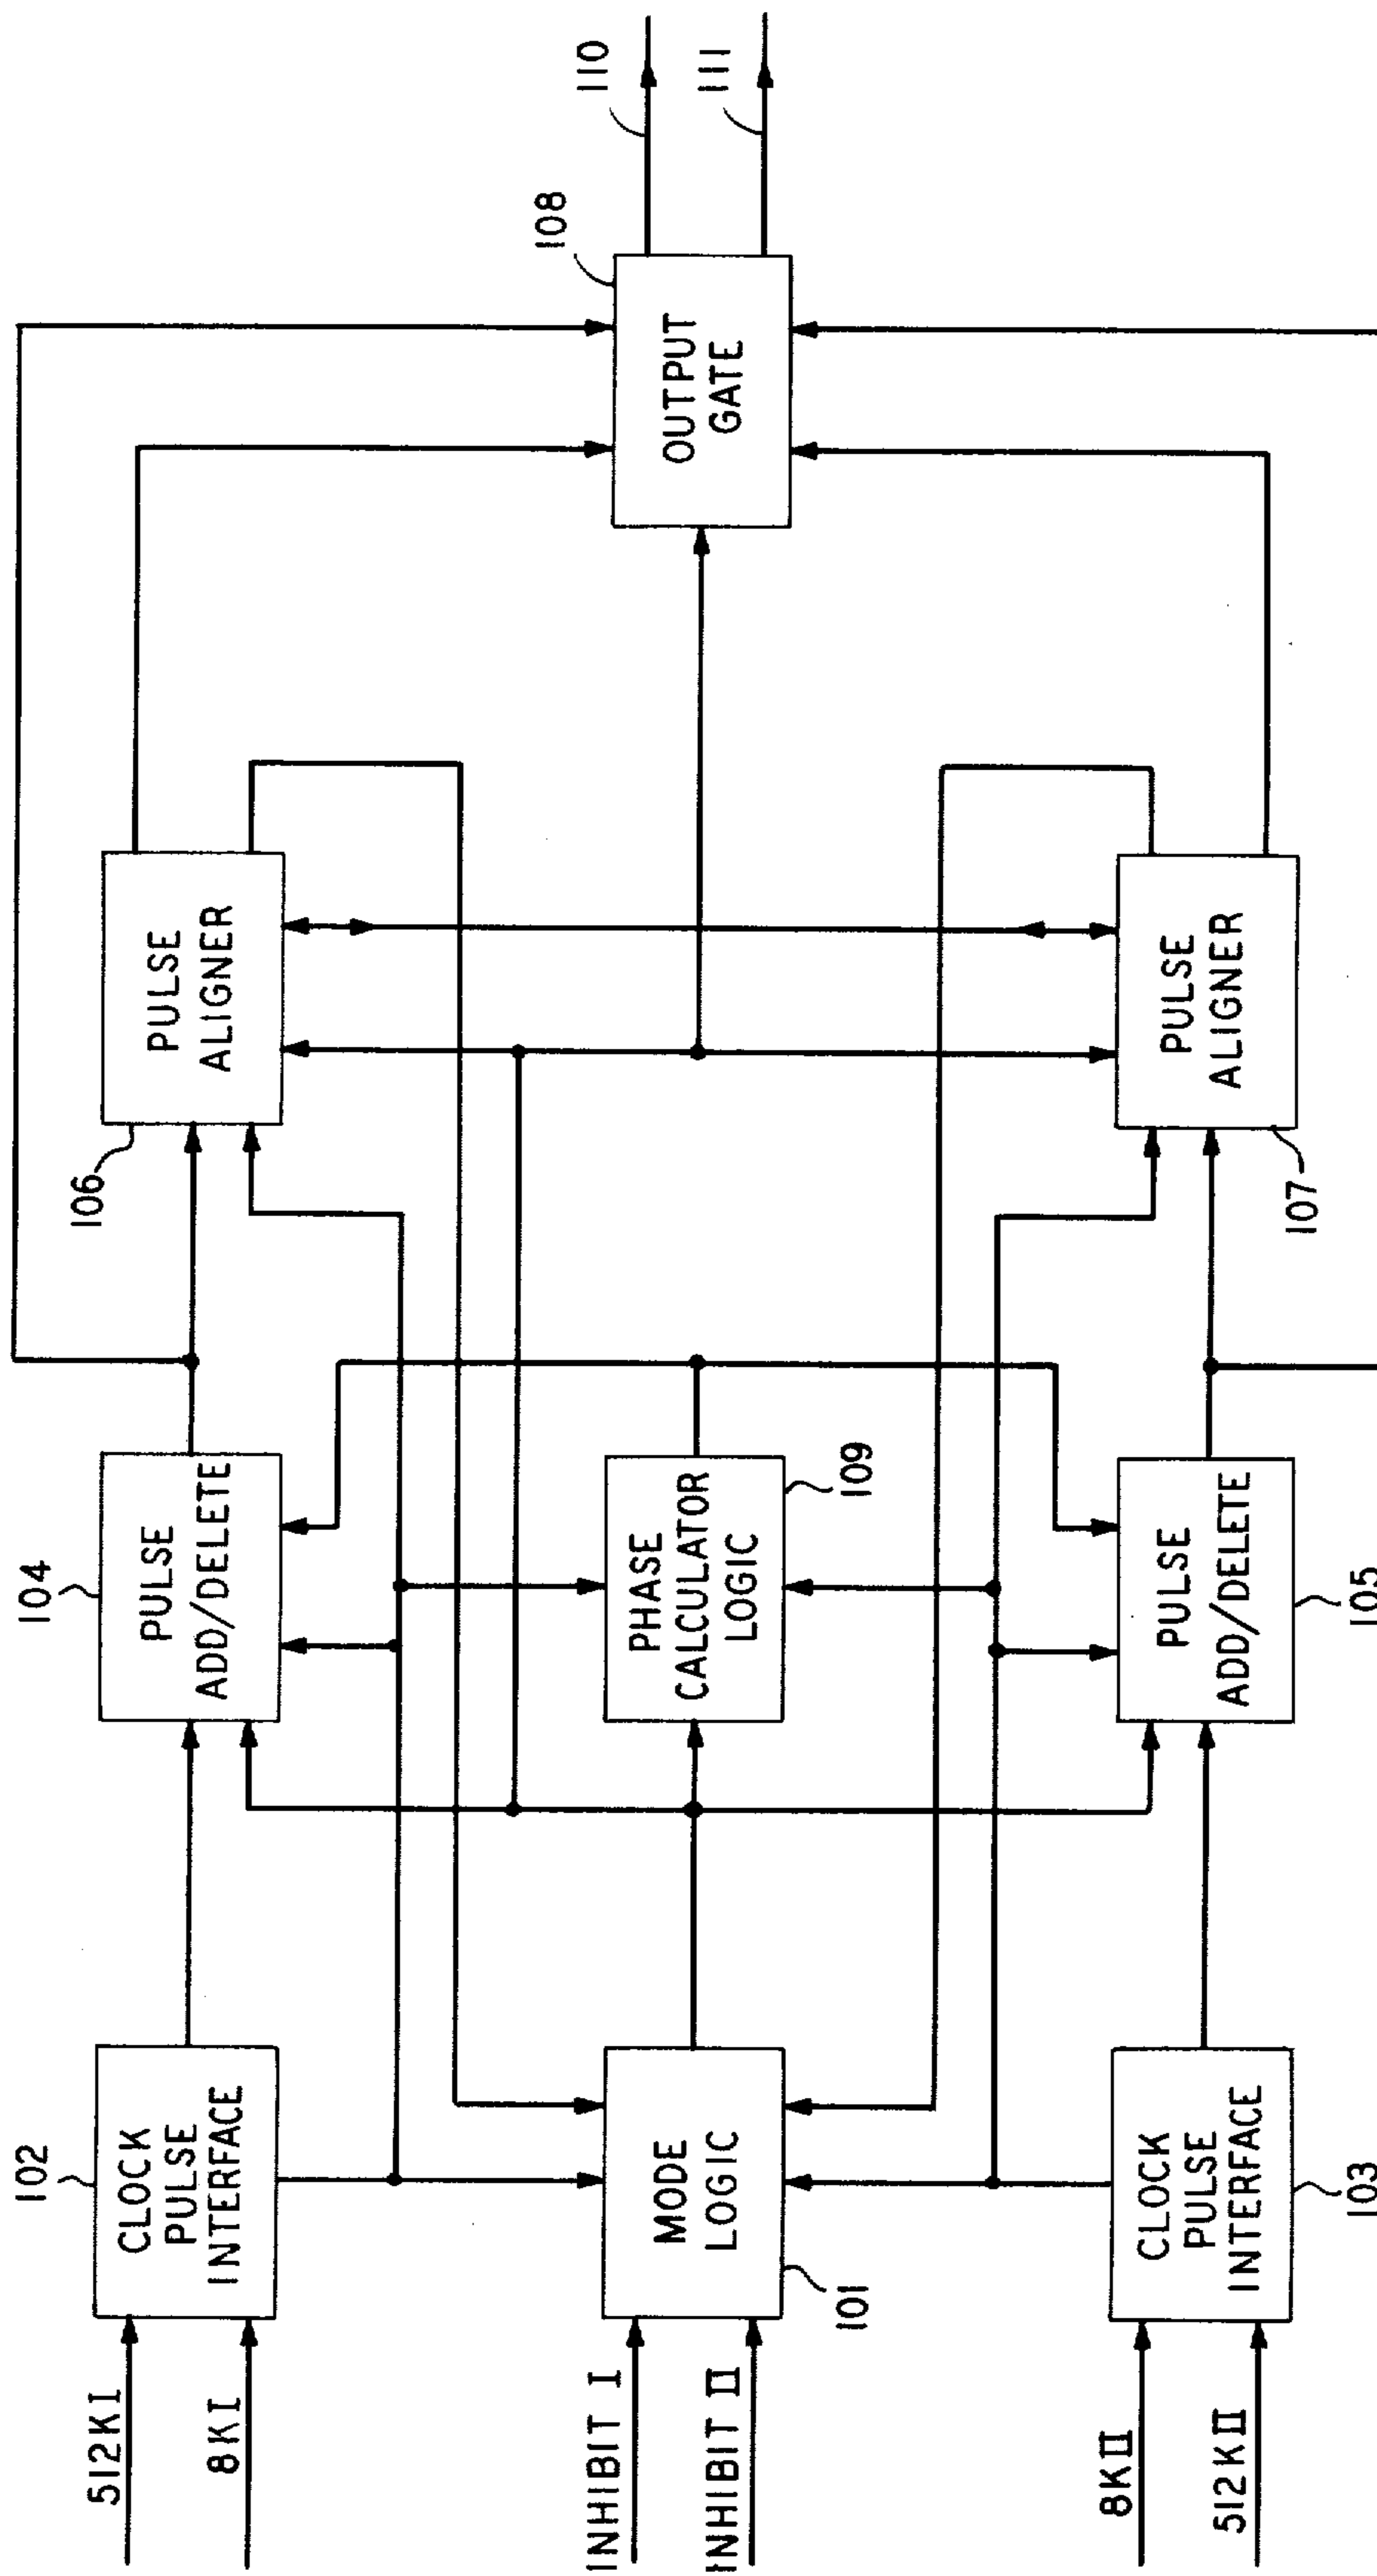 512KI
8KI
102
CLOCK
PULSE
INTERFACE
104
PULSE
ADD/DELETE
106
PULSE
ALIGNER
INHIBIT I
INHIBIT II
MODE
LOGIC
101
PHASE
CALCULATOR
LOGIC
109
108
OUTPUT
GATE
110
111
8KII
512KII
CLOCK
PULSE
INTERFACE
103
PULSE
ADD/DELETE
105
PULSE
ALIGNER
107